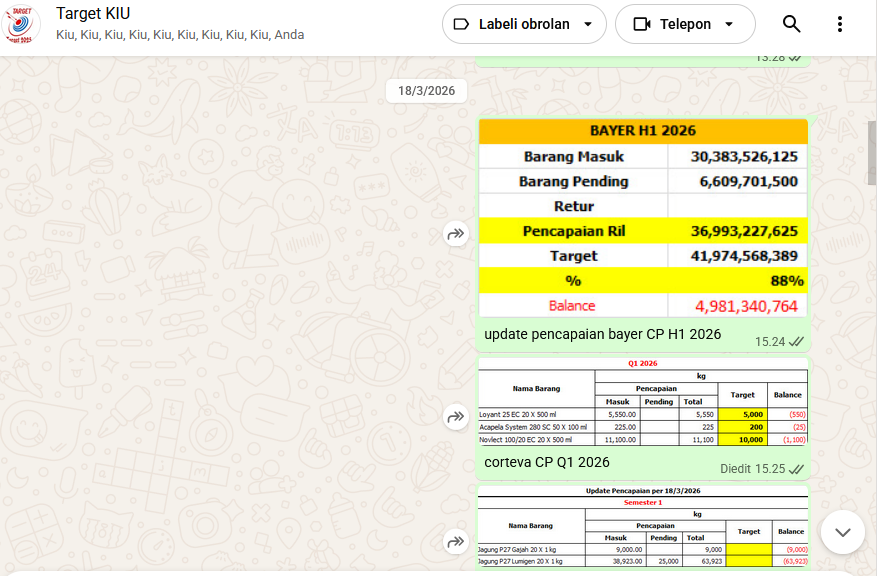 TARGET
Target KIU
Kiu, Kiu, Kiu, Kiu, Kiu, Kiu, Kiu, Kiu, Kiu, Anda
Labeli obrolan
Telepon
13.28
18/3/2026
BAYER H1 2026
Barang Masuk 30,383,526,125
Barang Pending 6,609,701,500
Retur
Pencapaian Ril 36,993,227,625
Target 41,974,568,389
% 88%
Balance 4,981,340,764
update pencapaian bayer CP H1 2026
15.24
Q1 2026
Nama Barang kg
Pencapaian Target Balance
Masuk Pending Total
Loyant 25 EC 20 X 500 ml 5,550.00 5,550 5,000 (550)
Acapela System 280 SC 50 X 100 ml 225.00 225 200 (25)
Novlect 100/20 EC 20 X 500 ml 11,100.00 11,100 10,000 (1,100)
corteva CP Q1 2026
Diedit 15.25
Update Pencapaian per 18/3/2026
Semester 1
Nama Barang kg
Pencapaian Target Balance
Masuk Pending Total
Jagung P27 Gajah 20 X 1 kg 9,000.00 9,000 (9,000)
Jagung P27 Lumigen 20 X 1 kg 38,923.00 25,000 63,923 (63,923)